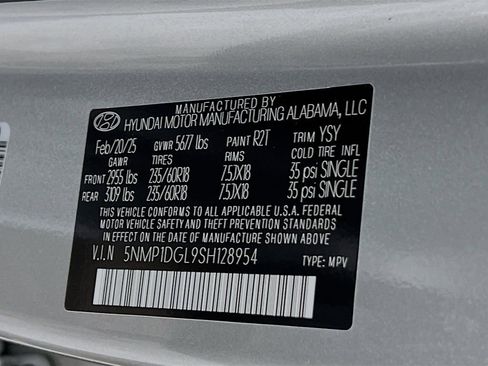 MANUFACTURED BY
HYUNDAI MOTOR MANUFACTURING ALABAMA, LLC
Feb/20/25 GVWR 5677 lbs PAINT R2T TRIM YSY
GAWR TIRES RIMS COLD TIRE INFL
FRONT 2955 lbs 235/60R18 7.5JX18 35 psi SINGLE
REAR 3109 lbs 235/60R18 7.5JX18 35 psi SINGLE
THIS VEHICLE CONFORMS TO ALL APPLICABLE U.S.A. FEDERAL
MOTOR VEHICLE SAFETY AND THEFT PREVENTION STANDARDS
IN EFFECT ON THE DATE OF MANUFACTURE SHOWN ABOVE.
V.I.N 5NMP1DGL9SH128954
TYPE: MPV